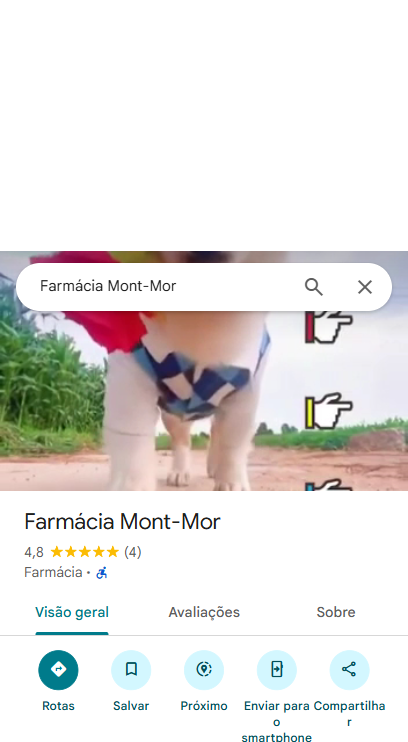 Farmácia Mont-Mor
Farmácia Mont-Mor
4,8 (4)
Farmácia ·
Visão geral Avaliações Sobre
Rotas Salvar Próximo Enviar para o smartphone Compartilhar